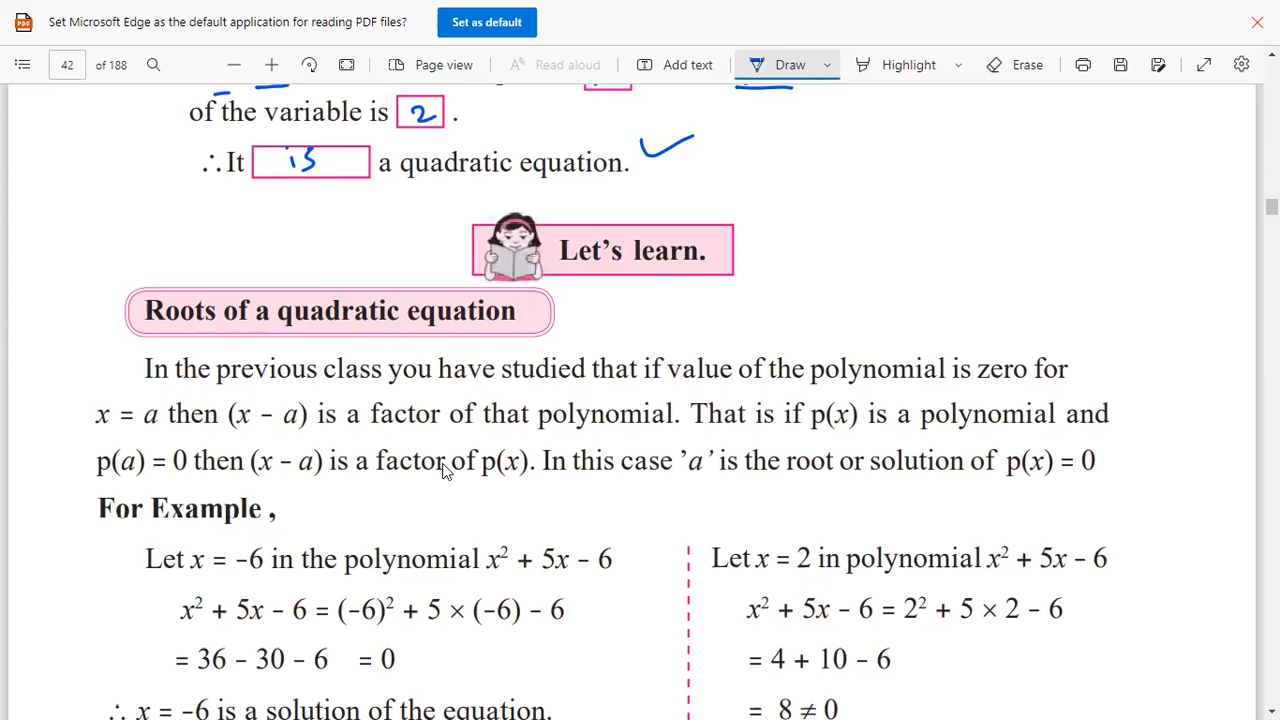 Set Microsoft Edge as the default application for reading PDF files? Set as default
42 of 188 Page view Read aloud Add text Draw Highlight Erase
of the variable is 2 .
∴It is a quadratic equation.
Let’s learn.
Roots of a quadratic equation
In the previous class you have studied that if value of the polynomial is zero for
x = a then (x - a) is a factor of that polynomial. That is if p(x) is a polynomial and
p(a) = 0 then (x - a) is a factor of p(x). In this case ’a’ is the root or solution of p(x) = 0
For Example ,
Let x = -6 in the polynomial x² + 5x - 6
x² + 5x - 6 = (-6)² + 5 × (-6) - 6
= 36 - 30 - 6 = 0
∴ x = -6 is a solution of the equation.
Let x = 2 in polynomial x² + 5x - 6
x² + 5x - 6 = 2² + 5 × 2 - 6
= 4 + 10 - 6
= 8 ≠ 0